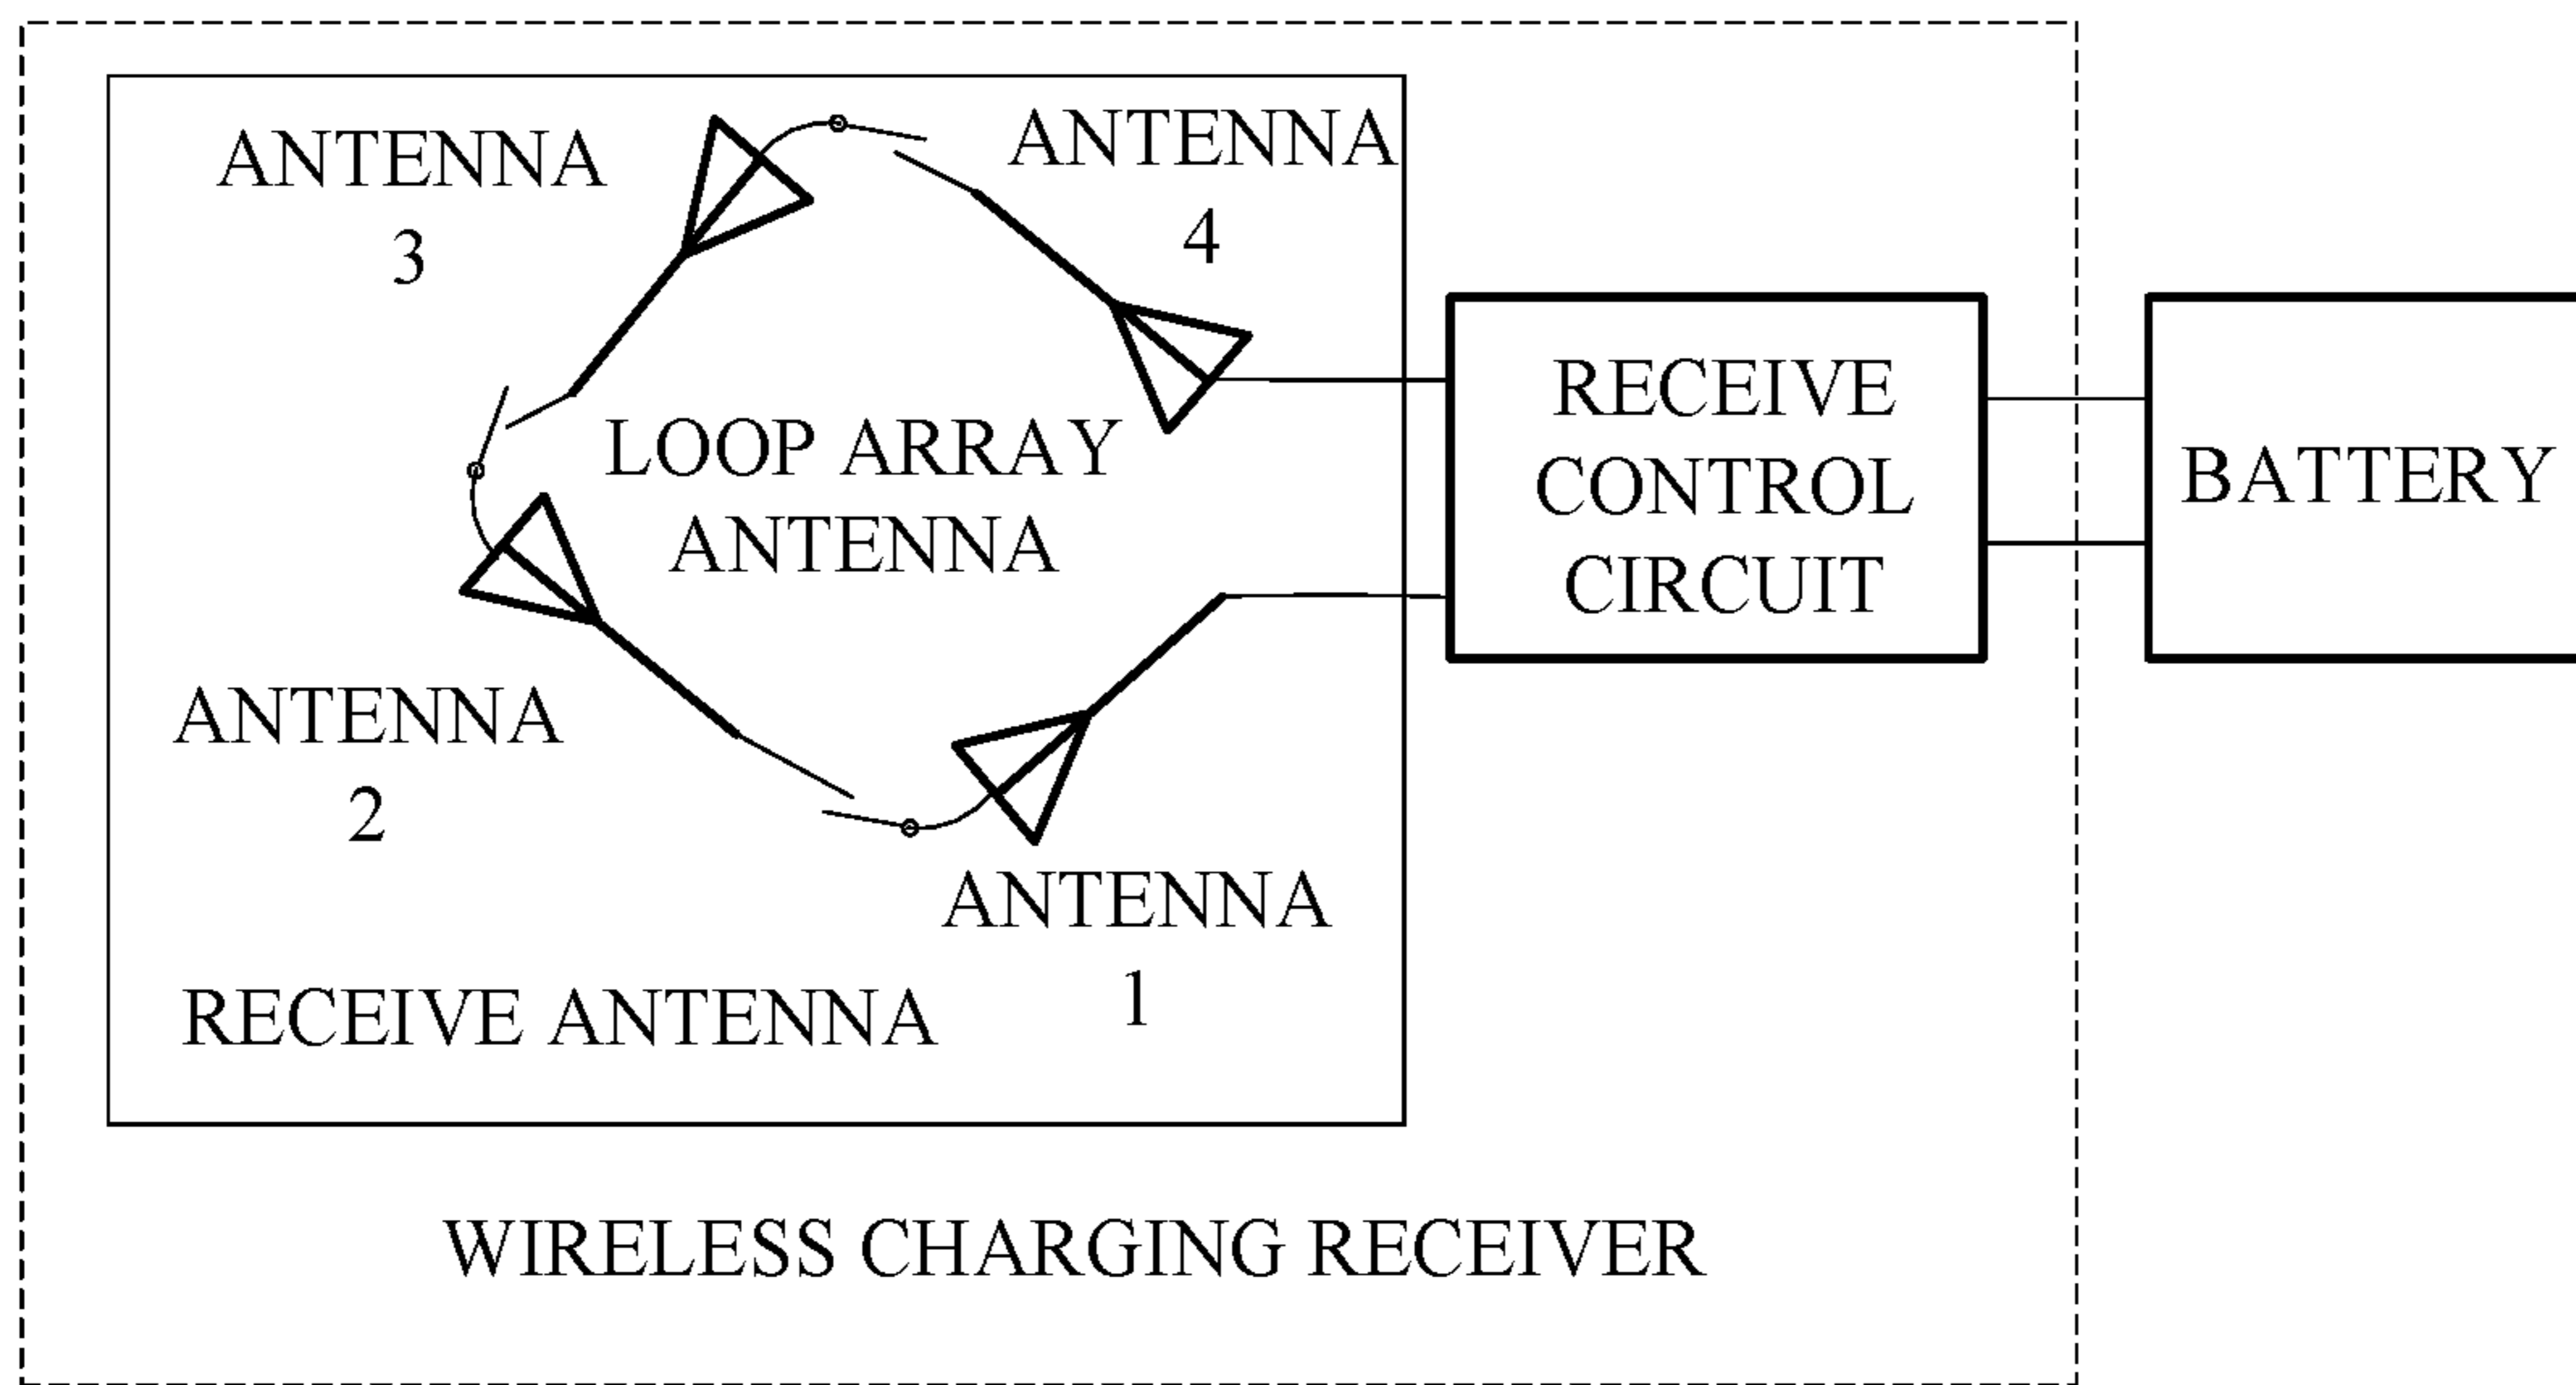 ANTENNA
3
ANTENNA
4
LOOP ARRAY
ANTENNA
RECEIVE
CONTROL
CIRCUIT
BATTERY
ANTENNA
2
ANTENNA
1
RECEIVE ANTENNA
WIRELESS CHARGING RECEIVER